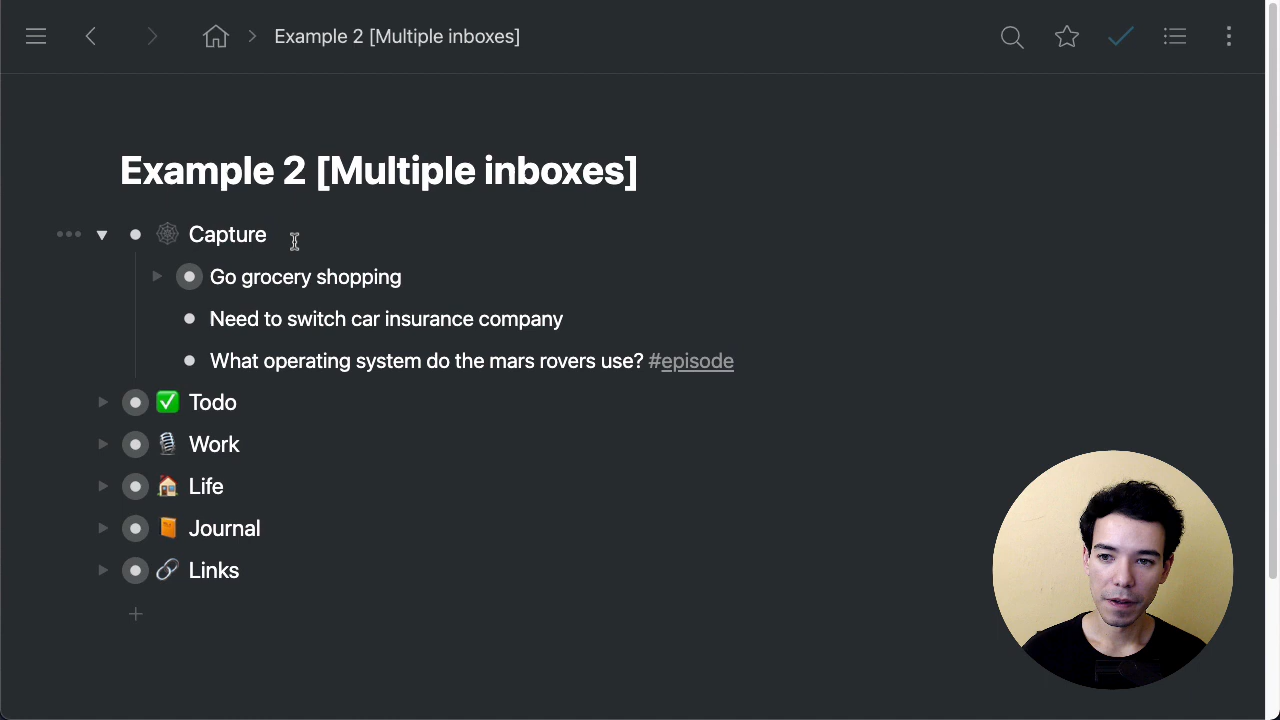 Example 2 [Multiple inboxes]
Example 2 [Multiple inboxes]
Capture
Go grocery shopping
Need to switch car insurance company
What operating system do the mars rovers use? #episode
Todo
Work
Life
Journal
Links